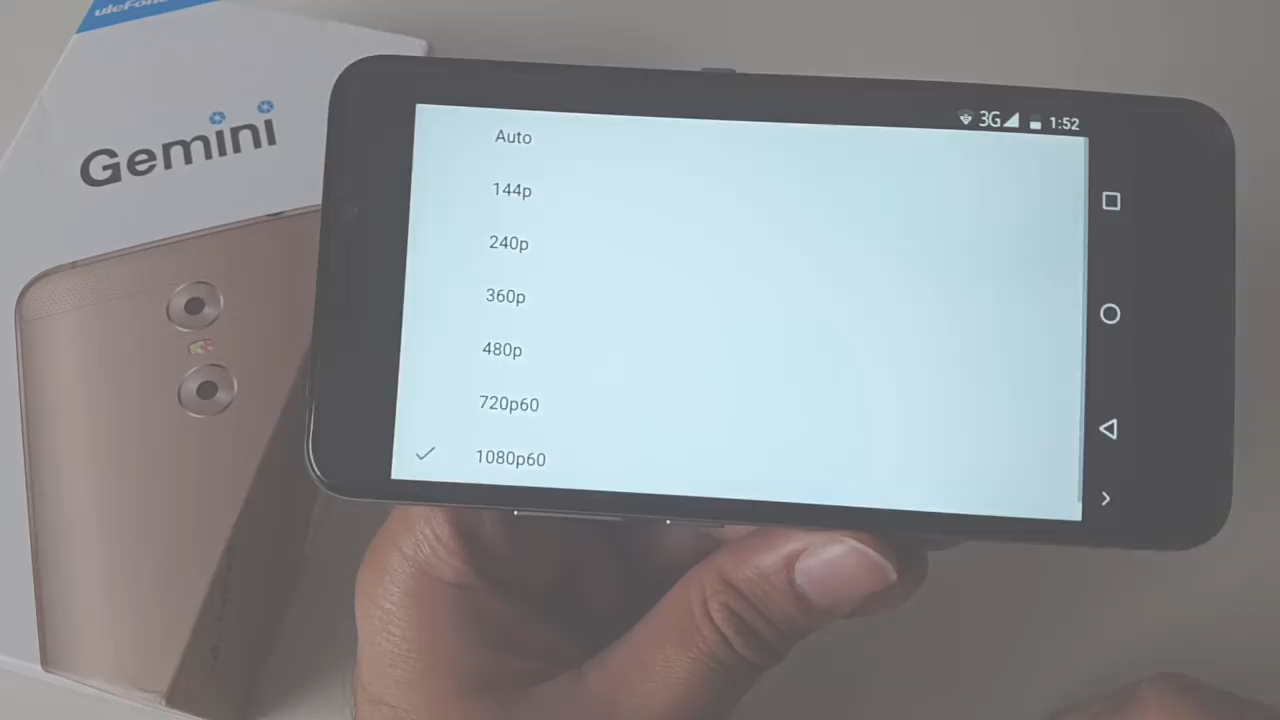 uleFone
Gemini
3G 1:52
Auto
144p
240p
360p
480p
720p60
1080p60